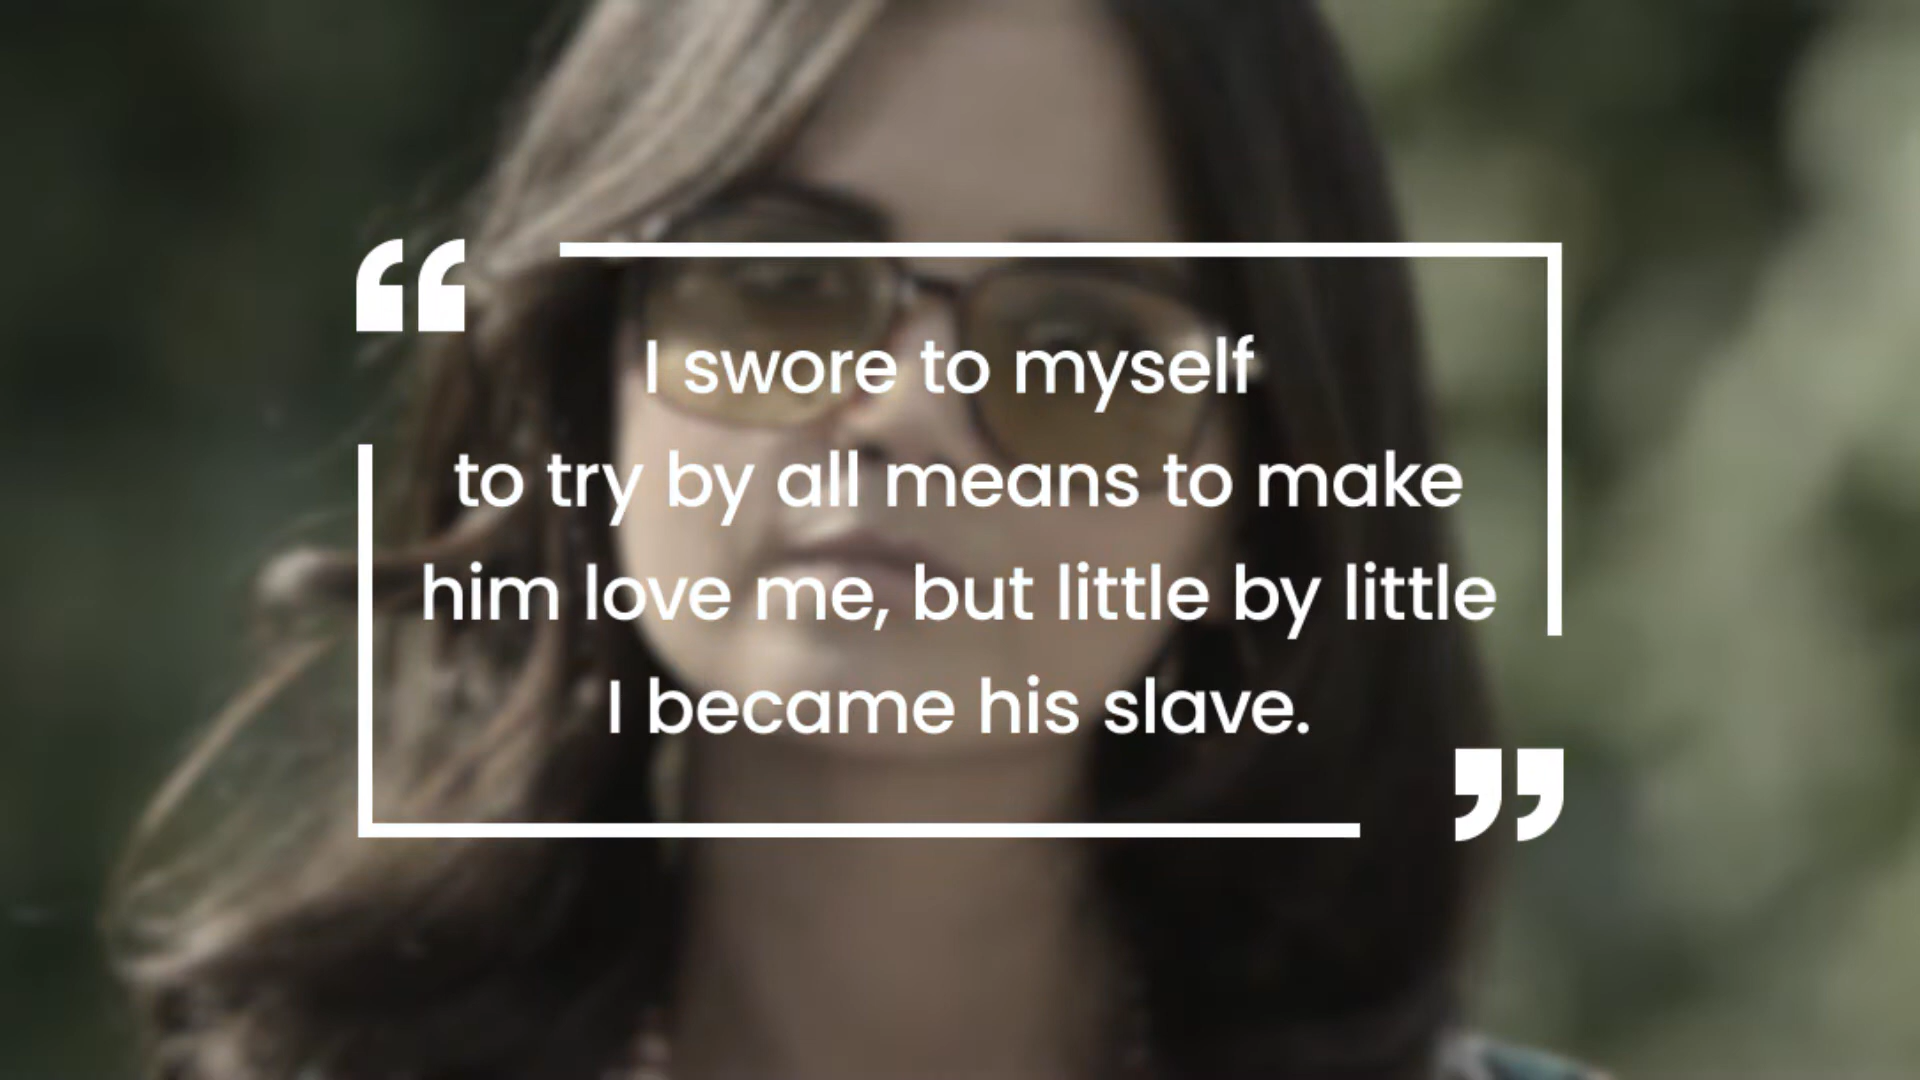 “
I swore to myself
to try by all means to make
him love me, but little by little
I became his slave.
”